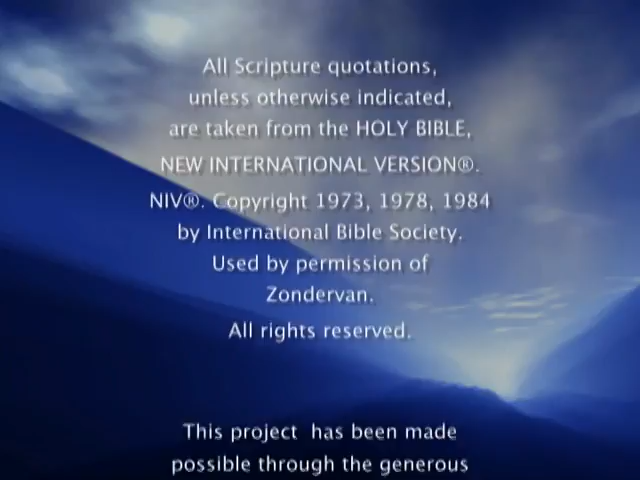 All Scripture quotations,
unless otherwise indicated,
are taken from the HOLY BIBLE,
NEW INTERNATIONAL VERSION®.
NIV®. Copyright 1973, 1978, 1984
by International Bible Society.
Used by permission of
Zondervan.
All rights reserved.
This project has been made
possible through the generous